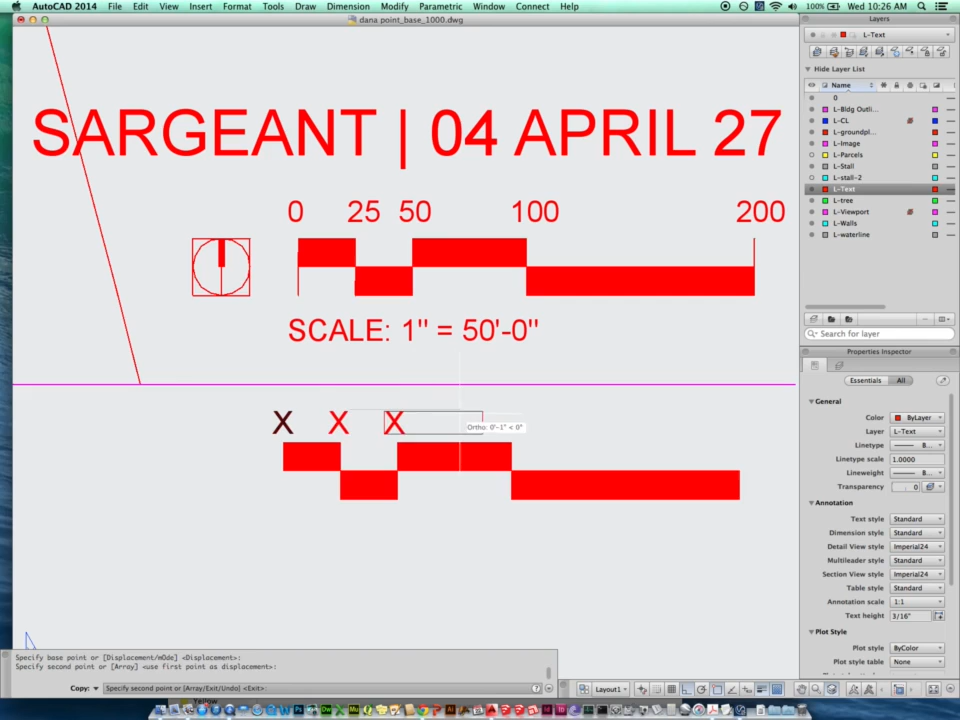 AutoCAD 2014 File Edit View Insert Format Tools Draw Dimension Modify Parametric Window Connect Help 100% Wed 10:26 AM
dana point_base_1000.dwg
Layers
L-Text
Hide Layer List
Name
0
L-Bldg Outli...
L-CL
L-groundpl...
L-Image
L-Parcels
L-Stall
L-stall-2
L-Text
L-tree
L-Viewport
L-Walls
L-waterline
Search for layer
SARGEANT | 04 APRIL 27
0 25 50 100 200
SCALE: 1" = 50'-0"
X X X
Ortho: 0'-1" < 0°
Properties Inspector
Essentials All
General
Color ByLayer
Layer L-Text
Linetype B...
Linetype scale 1.0000
Lineweight B...
Transparency 0
Annotation
Text style Standard
Dimension style Standard
Detail View style Imperial24
Multileader style Standard
Section View style Imperial24
Table style Standard
Annotation scale 1:1
Text height 3/16"
Plot Style
Plot style ByColor
Plot style table None
Specify base point or [Displacement/mOde] <Displacement>:
Specify second point or [Array] <use first point as displacement>:
Copy: Specify second point or [Array/Exit/Undo] <Exit>:
Layout1
Yellow